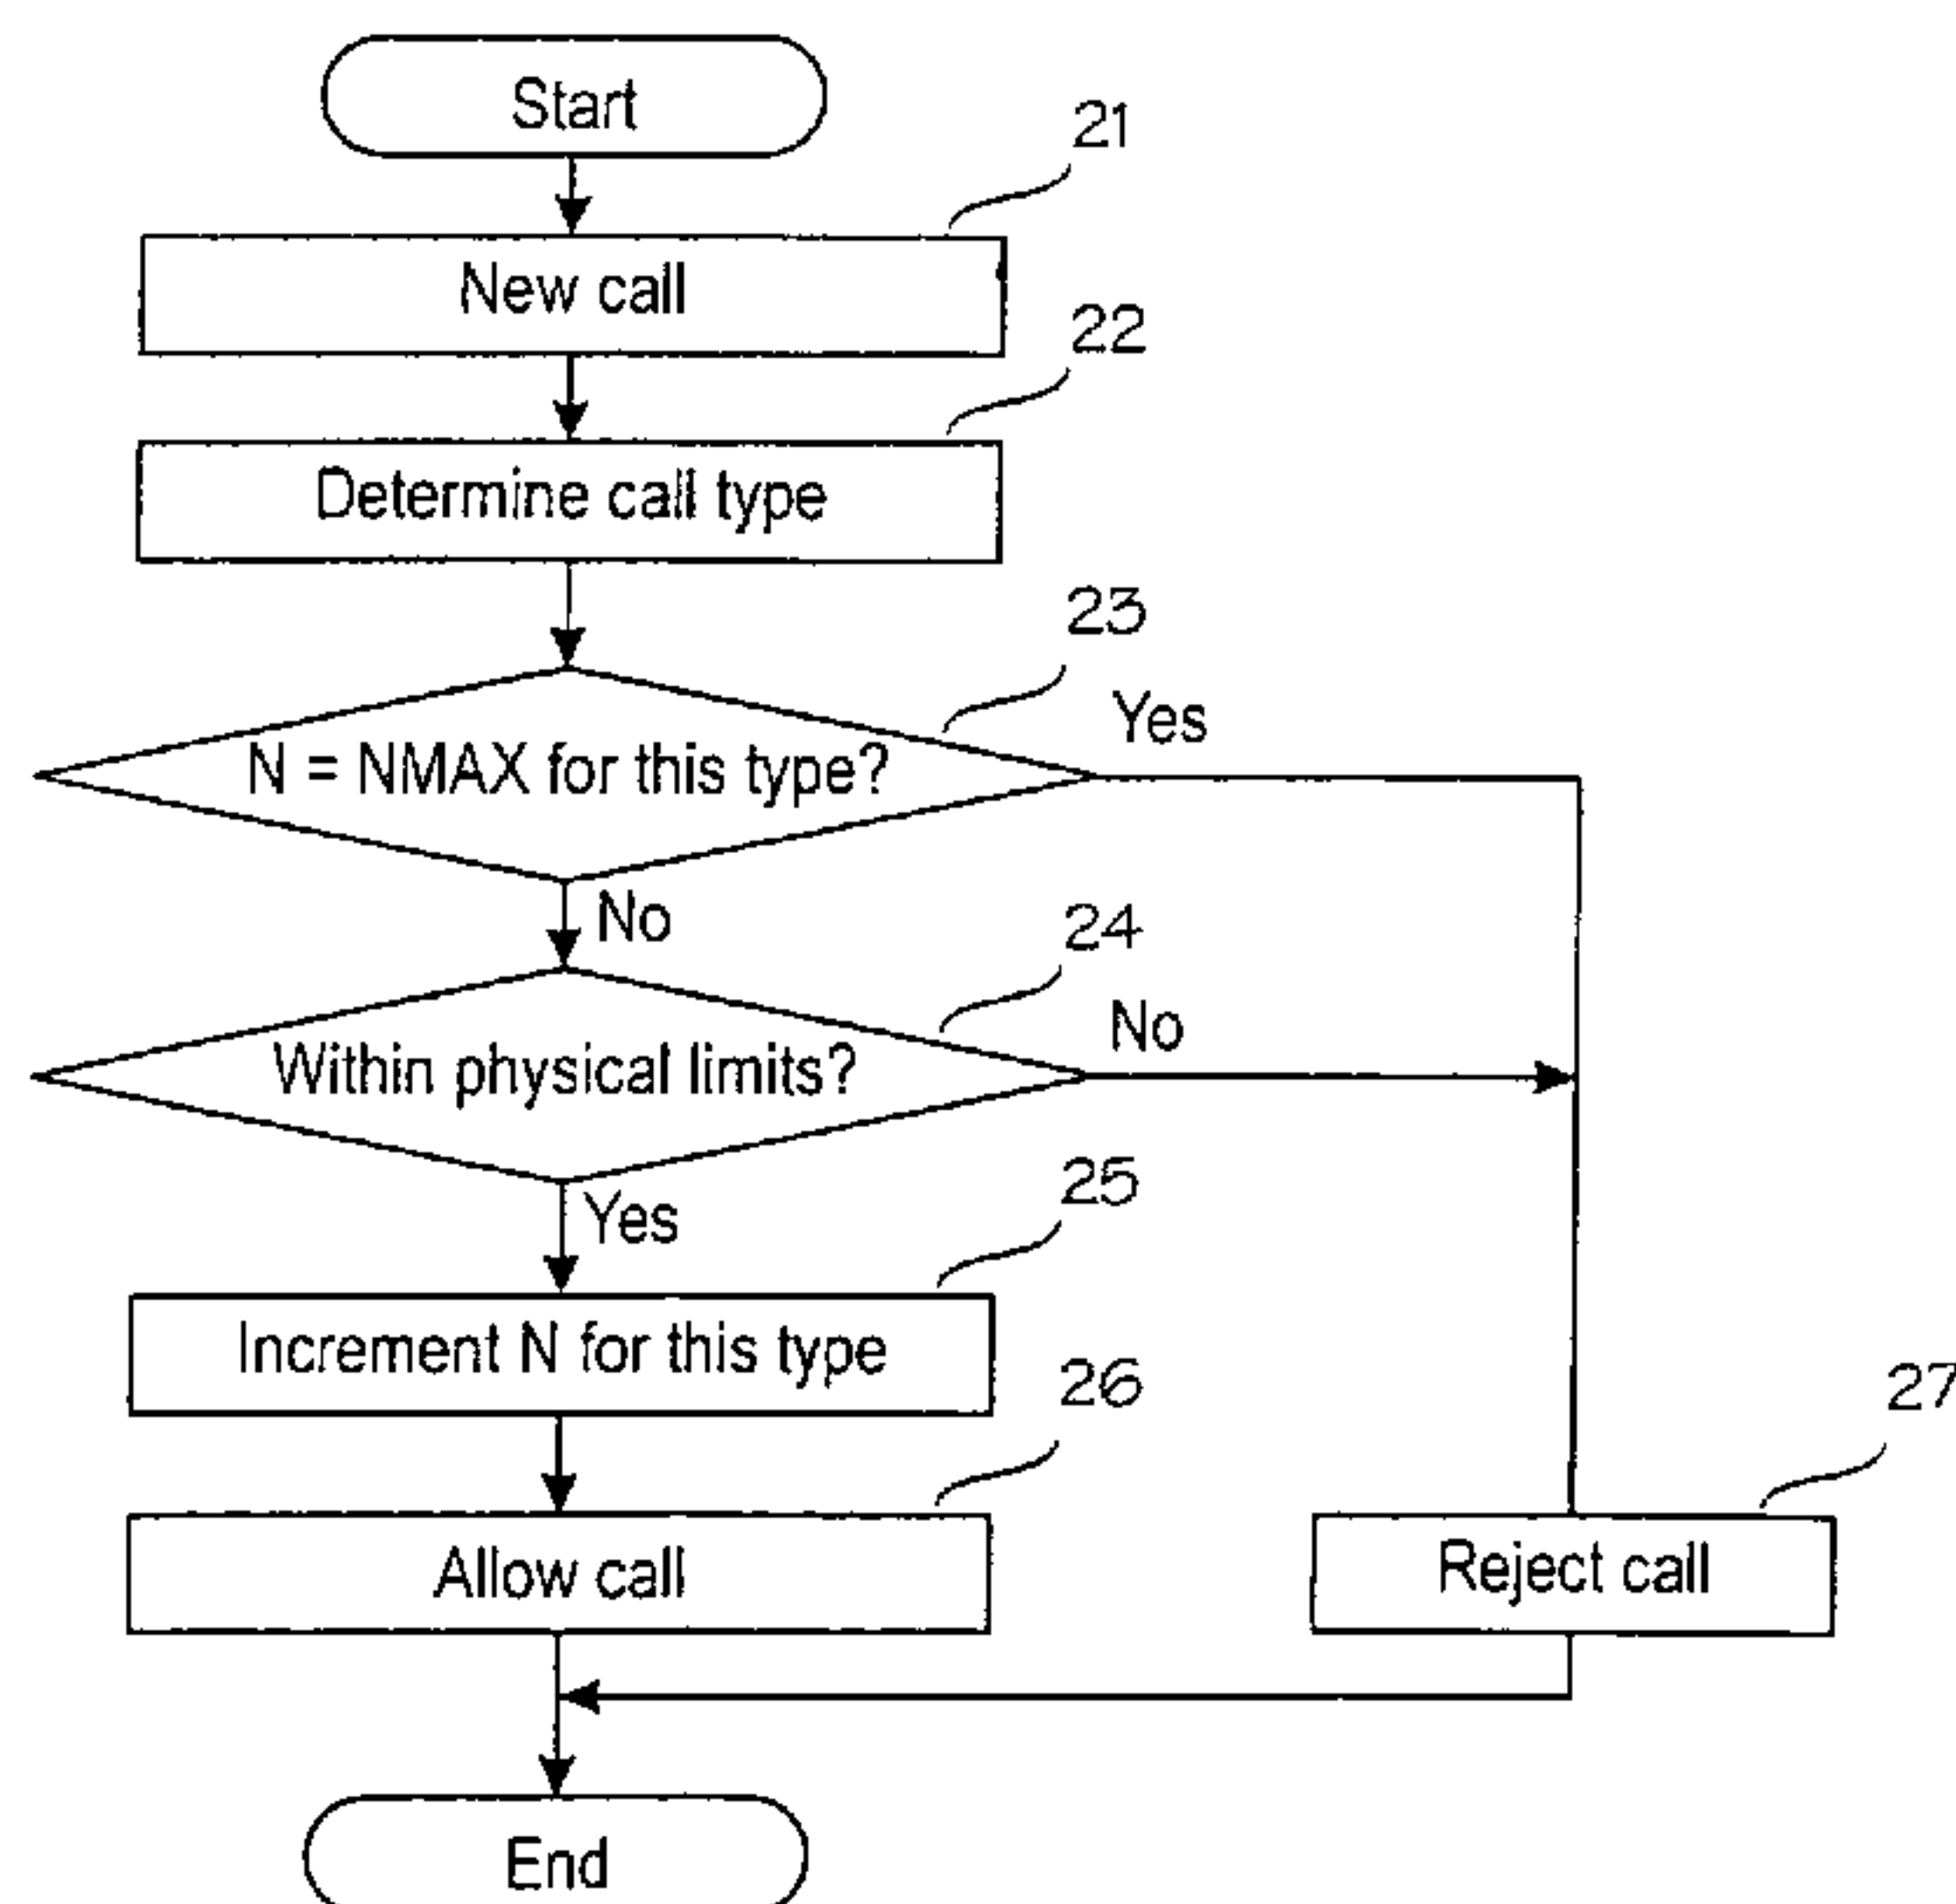 Start
21
New call
22
Determine call type
23
N = NMAX for this type?
Yes
No
24
Within physical limits?
No
Yes
25
Increment N for this type
26
Allow call
27
Reject call
End